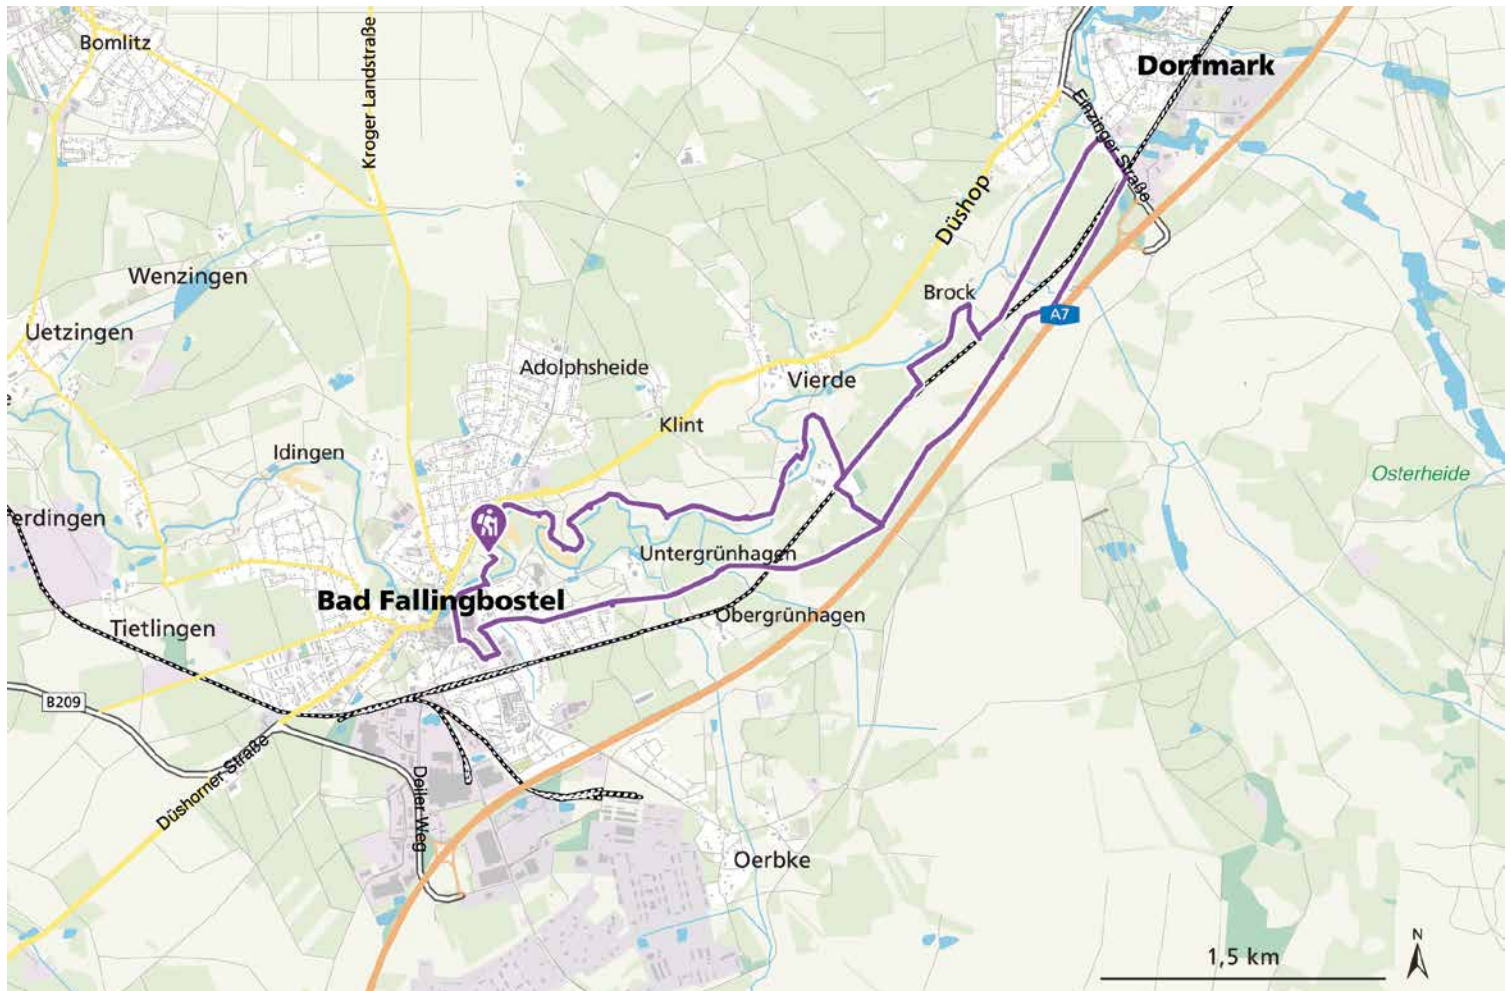 Bomlitz
Kroger Landstraße
Dorfmark
Einzinger Straße
Düshop
Wenzingen
Brock
A7
Uetzingen
Adolphsheide
Vierde
Klint
Idingen
Osterheide
erdingen
Untergrünhagen
Bad Fallingbostel
Obergrünhagen
Tietlingen
B209
Düshorner Straße
Deiler Weg
Oerbke
N
1,5 km